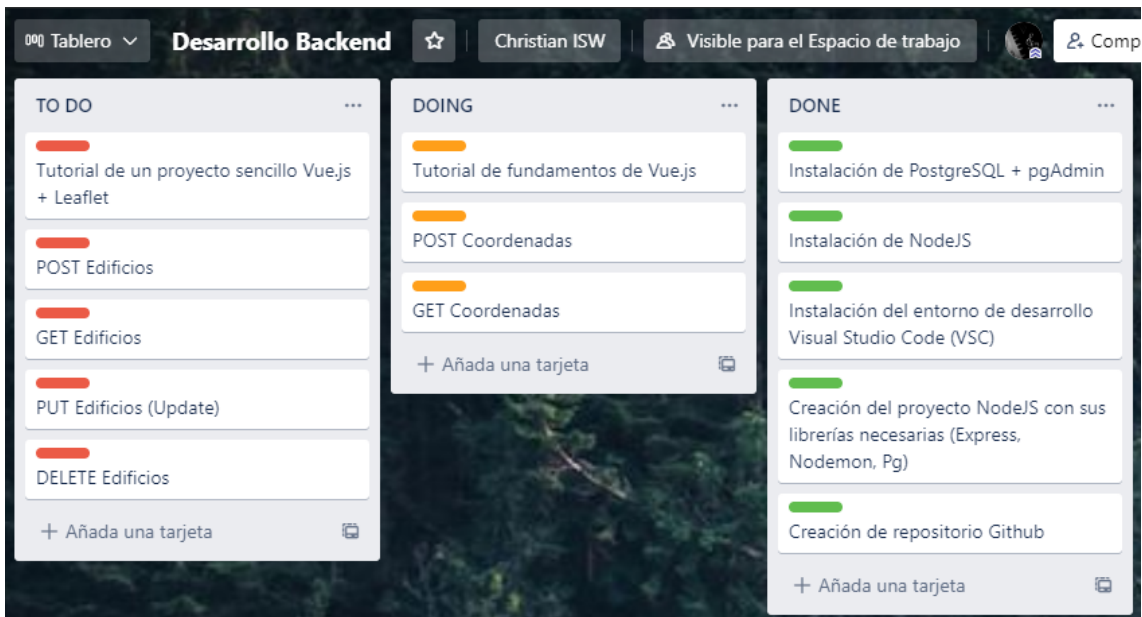 Tablero
Desarrollo Backend
Christian ISW
Visible para el Espacio de trabajo
Comp
TO DO
Tutorial de un proyecto sencillo Vue.js
+ Leaflet
POST Edificios
GET Edificios
PUT Edificios (Update)
DELETE Edificios
+ Añada una tarjeta
DOING
Tutorial de fundamentos de Vue.js
POST Coordenadas
GET Coordenadas
+ Añada una tarjeta
DONE
Instalación de PostgreSQL + pgAdmin
Instalación de NodeJS
Instalación del entorno de desarrollo
Visual Studio Code (VSC)
Creación del proyecto NodeJS con sus
librerías necesarias (Express,
Nodemon, Pg)
Creación de repositorio Github
+ Añada una tarjeta